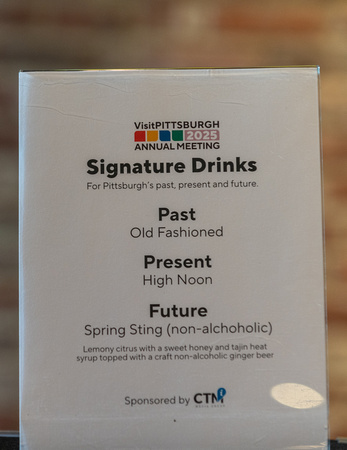 VisitPITTSBURGH
2025
ANNUAL MEETING
Signature Drinks
For Pittsburgh's past, present and future.
Past
Old Fashioned
Present
High Noon
Future
Spring Sting (non-alchoholic)
Lemony citrus with a sweet honey and tajin heat
syrup topped with a craft non-alcoholic ginger beer
Sponsored by CTM
MEDIA GROUP